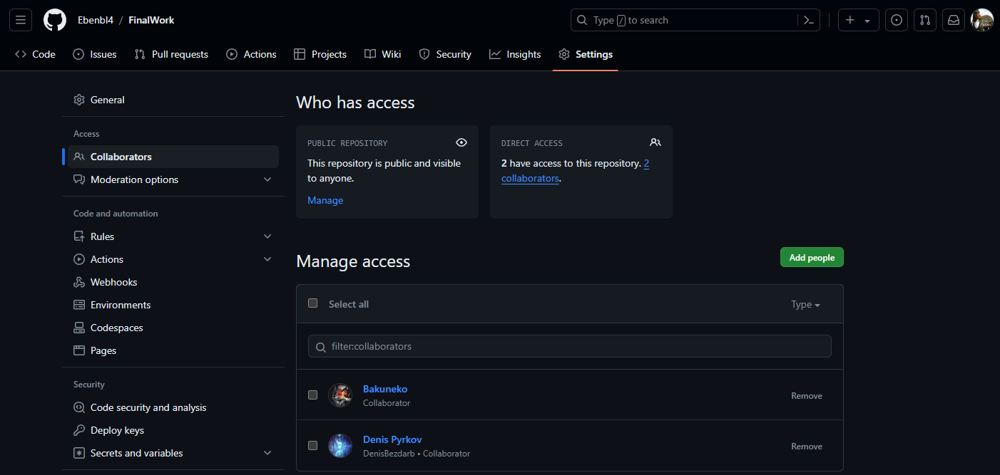 Ebenbl4 / FinalWork
Type / to search
Code Issues Pull requests Actions Projects Wiki Security Insights Settings
General
Access
Collaborators
Moderation options
Code and automation
Rules
Actions
Webhooks
Environments
Codespaces
Pages
Security
Code security and analysis
Deploy keys
Secrets and variables
Who has access
PUBLIC REPOSITORY
This repository is public and visible
to anyone.
Manage
DIRECT ACCESS
2 have access to this repository. 2
collaborators.
Manage access
Add people
Select all
Type
filter:collaborators
Bakuneko
Collaborator
Remove
Denis Pyrkov
DenisBezdarb • Collaborator
Remove